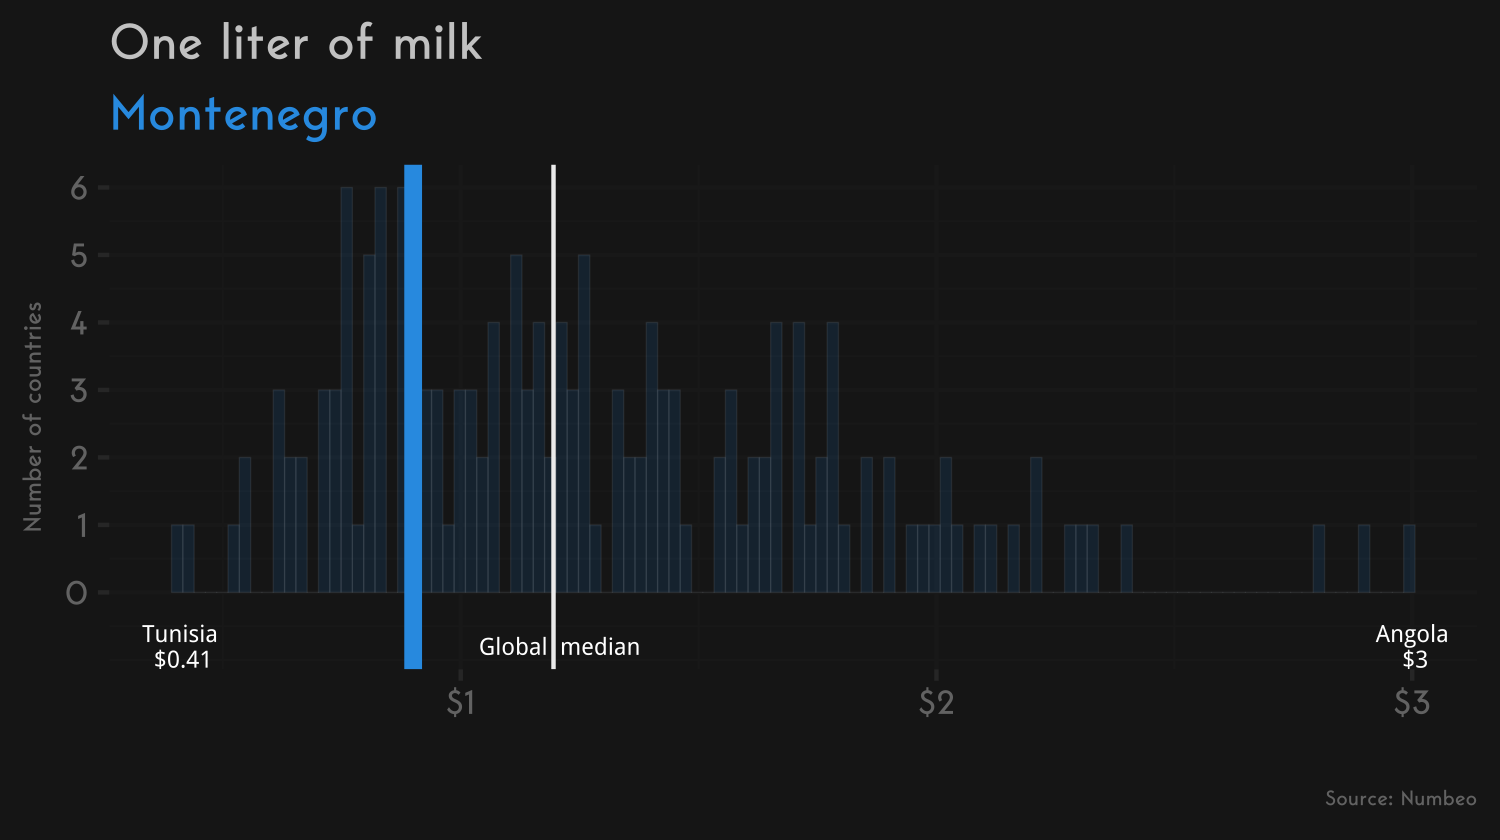 One liter of milk
Montenegro
Number of countries
6
5
4
3
2
1
0
Tunisia
$0.41
Global median
Angola
$3
$1
$2
$3
Source: Numbeo